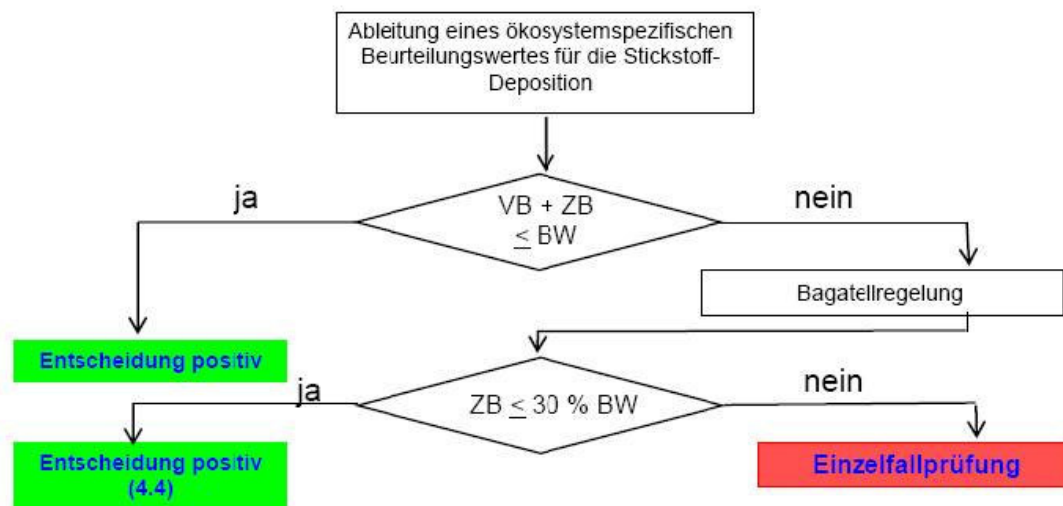 Ableitung eines ökosystemspezifischen
Beurteilungswertes für die Stickstoff-
Deposition
ja
VB + ZB
≤ BW
nein
Bagatellregelung
Entscheidung positiv
ja
ZB ≤ 30 % BW
nein
Entscheidung positiv
(4.4)
Einzelfallprüfung